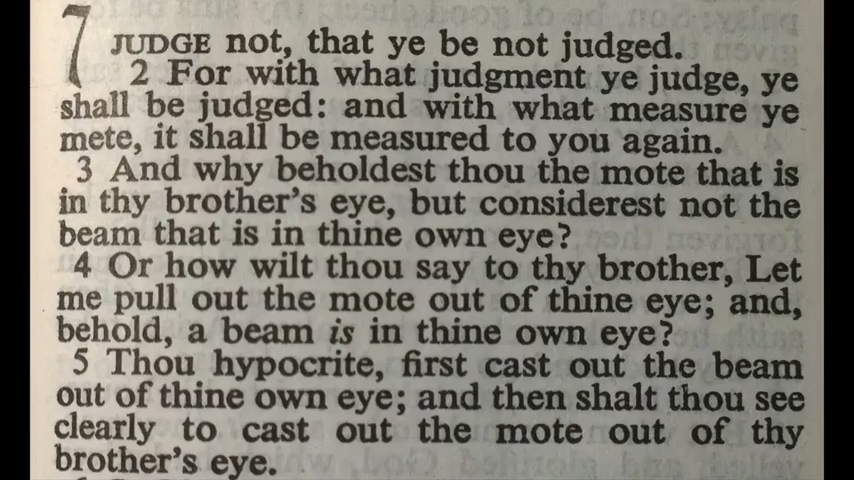 7 JUDGE not, that ye be not judged.
2 For with what judgment ye judge, ye
shall be judged: and with what measure ye
mete, it shall be measured to you again.
3 And why beholdest thou the mote that is
in thy brother's eye, but considerest not the
beam that is in thine own eye?
4 Or how wilt thou say to thy brother, Let
me pull out the mote out of thine eye; and,
behold, a beam is in thine own eye?
5 Thou hypocrite, first cast out the beam
out of thine own eye; and then shalt thou see
clearly to cast out the mote out of thy
brother's eye.